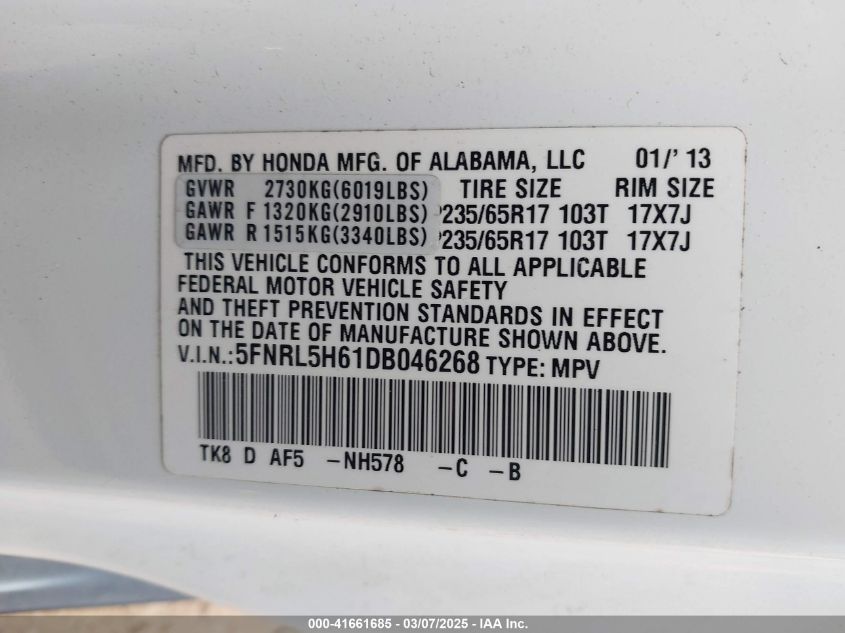 MFD. BY HONDA MFG. OF ALABAMA, LLC 01/' 13
GVWR 2730KG(6019LBS) TIRE SIZE RIM SIZE
GAWR F 1320KG(2910LBS) P235/65R17 103T 17X7J
GAWR R 1515KG(3340LBS) P235/65R17 103T 17X7J
THIS VEHICLE CONFORMS TO ALL APPLICABLE
FEDERAL MOTOR VEHICLE SAFETY
AND THEFT PREVENTION STANDARDS IN EFFECT
ON THE DATE OF MANUFACTURE SHOWN ABOVE.
V.I.N.:5FNRL5H61DB046268 TYPE: MPV
TK8 D AF5 -NH578 -C -B
000-41661685 - 03/07/2025 - IAA Inc.